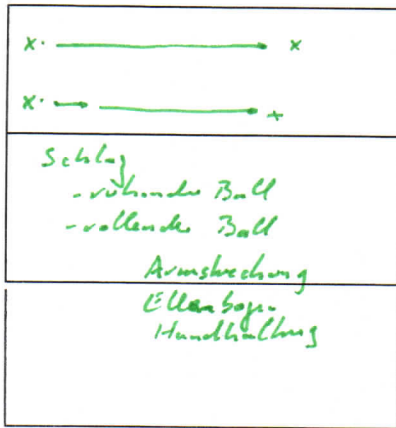 x. x
x. x
Schlag
- ruhende Ball
- rollende Ball
Armstreckung
Ellenbogen
Handhaltung